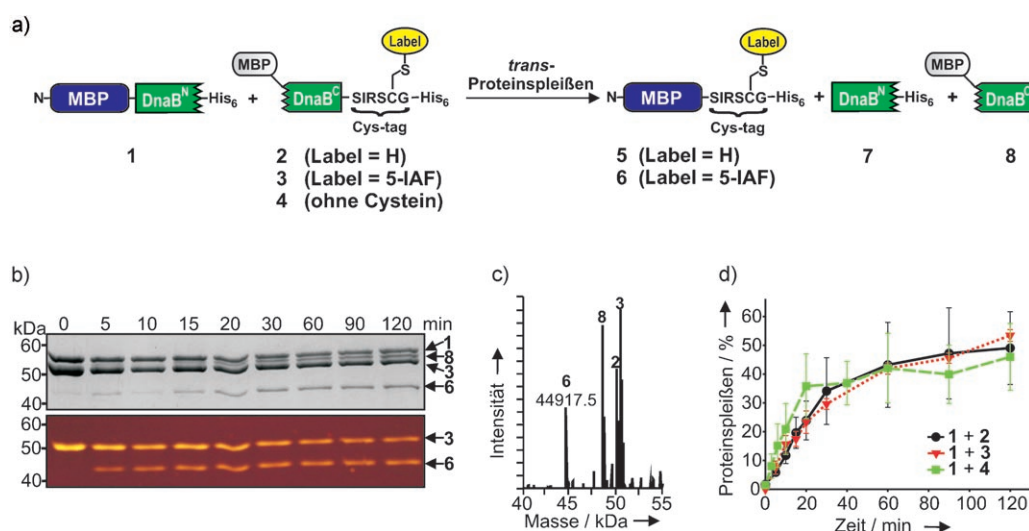 a)
Label
S
trans-
Proteinspleißen
MBP
N- MBP DnaB^N -His6 + DnaB^C -SIRSCG-His6
Cys-tag
1
2 (Label = H)
3 (Label = 5-IAF)
4 (ohne Cystein)
Label
S
MBP
N- MBP -SIRSCG-His6 + DnaB^N -His6 + DnaB^C
Cys-tag
5 (Label = H)
6 (Label = 5-IAF)
7
8
b)
kDa 0 5 10 15 20 30 60 90 120 min
60
50
40
1
8
3
6
50
40
3
6
c)
Intensität
6
44917.5
8
2
3
40 45 50 55
Masse / kDa
d)
Proteinspleißen / %
60
50
40
30
20
10
0
1 + 2
1 + 3
1 + 4
0 20 40 60 80 100 120
Zeit / min